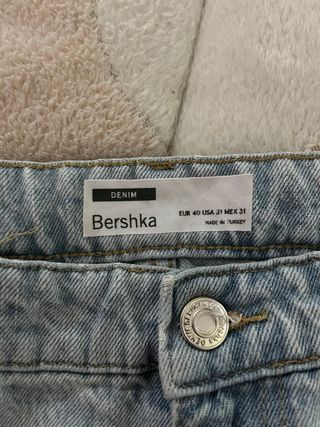 DENIM
Bershka
EUR 40 USA 31 MEX 31
MADE IN TURKEY